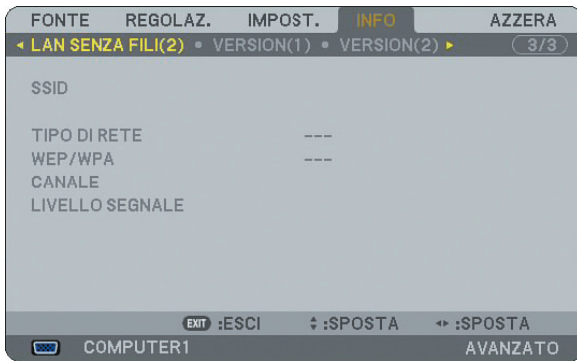 FONTE REGOLAZ. IMPOST. INFO AZZERA
LAN SENZA FILI(2) • VERSION(1) • VERSION(2) 3/3
SSID
TIPO DI RETE ---
WEP/WPA ---
CANALE
LIVELLO SEGNALE
EXIT :ESCI :SPOSTA :SPOSTA
COMPUTER1 AVANZATO